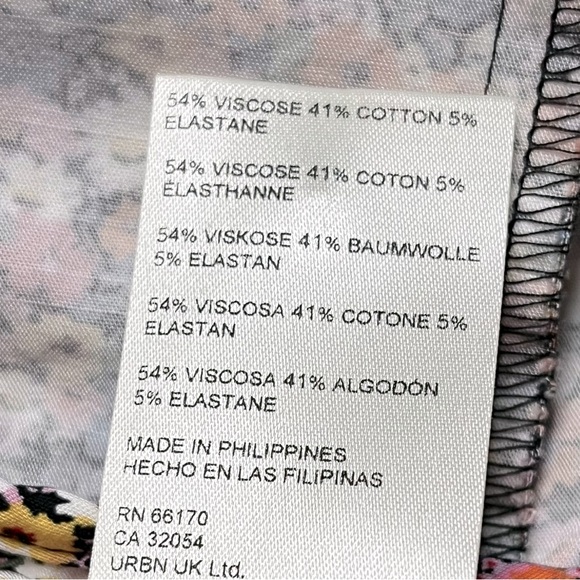 54% VISCOSE 41% COTTON 5%
ELASTANE
54% VISCOSE 41% COTON 5%
ÉLASTHANNE
54% VISKOSE 41% BAUMWOLLE
5% ELASTAN
54% VISCOSA 41% COTONE 5%
ELASTAN
54% VISCOSA 41% ALGODÓN
5% ELASTANE
MADE IN PHILIPPINES
HECHO EN LAS FILIPINAS
RN 66170
CA 32054
URBN UK Ltd.